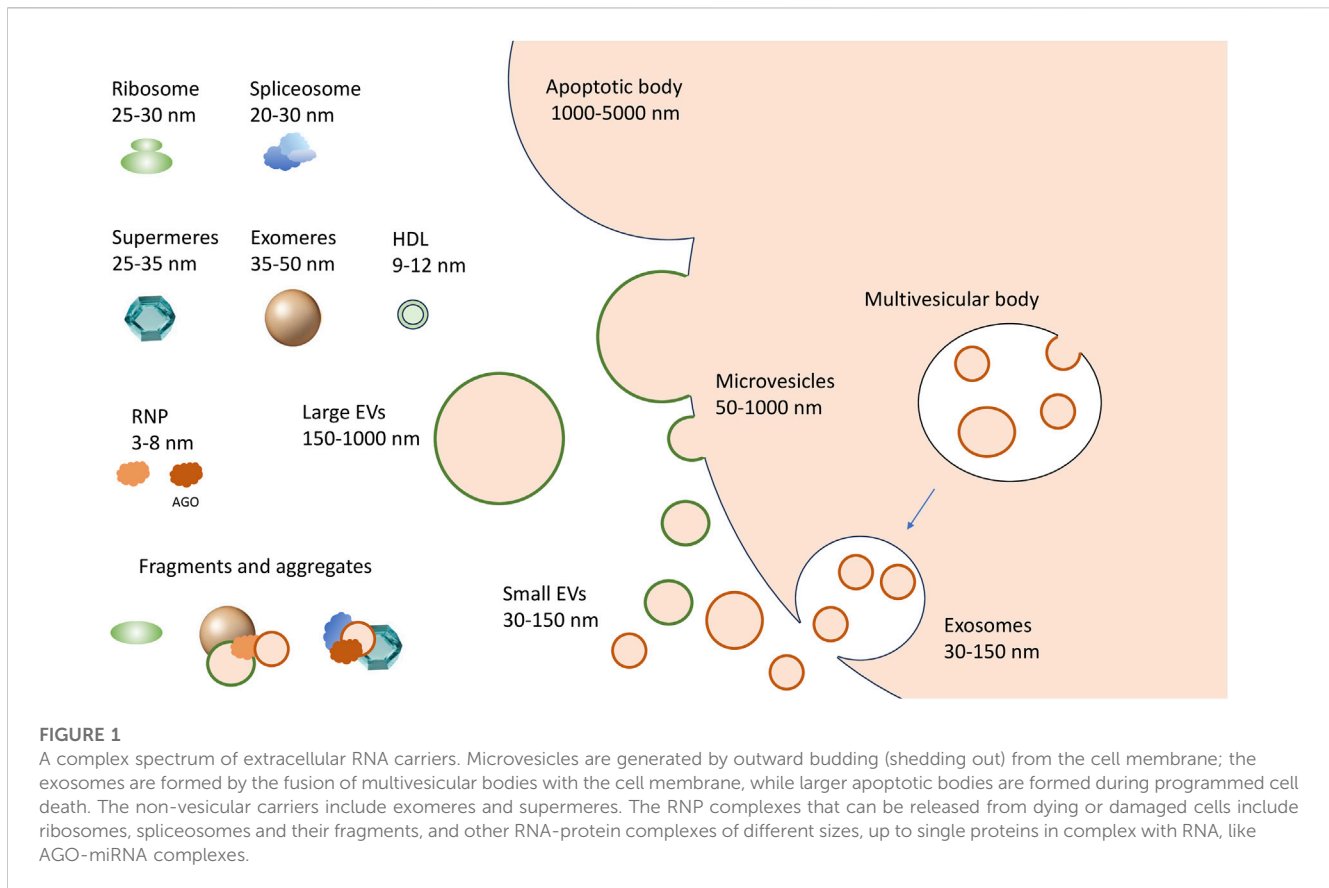 Ribosome
25-30 nm
Spliceosome
20-30 nm
Apoptotic body
1000-5000 nm
Supermeres
25-35 nm
Exomeres
35-50 nm
HDL
9-12 nm
Multivesicular body
Microvesicles
50-1000 nm
RNP
3-8 nm
AGO
Large EVs
150-1000 nm
Fragments and aggregates
Small EVs
30-150 nm
Exosomes
30-150 nm
FIGURE 1
A complex spectrum of extracellular RNA carriers. Microvesicles are generated by outward budding (shedding out) from the cell membrane; the
exosomes are formed by the fusion of multivesicular bodies with the cell membrane, while larger apoptotic bodies are formed during programmed cell
death. The non-vesicular carriers include exomeres and supermeres. The RNP complexes that can be released from dying or damaged cells include
ribosomes, spliceosomes and their fragments, and other RNA-protein complexes of different sizes, up to single proteins in complex with RNA, like
AGO-miRNA complexes.